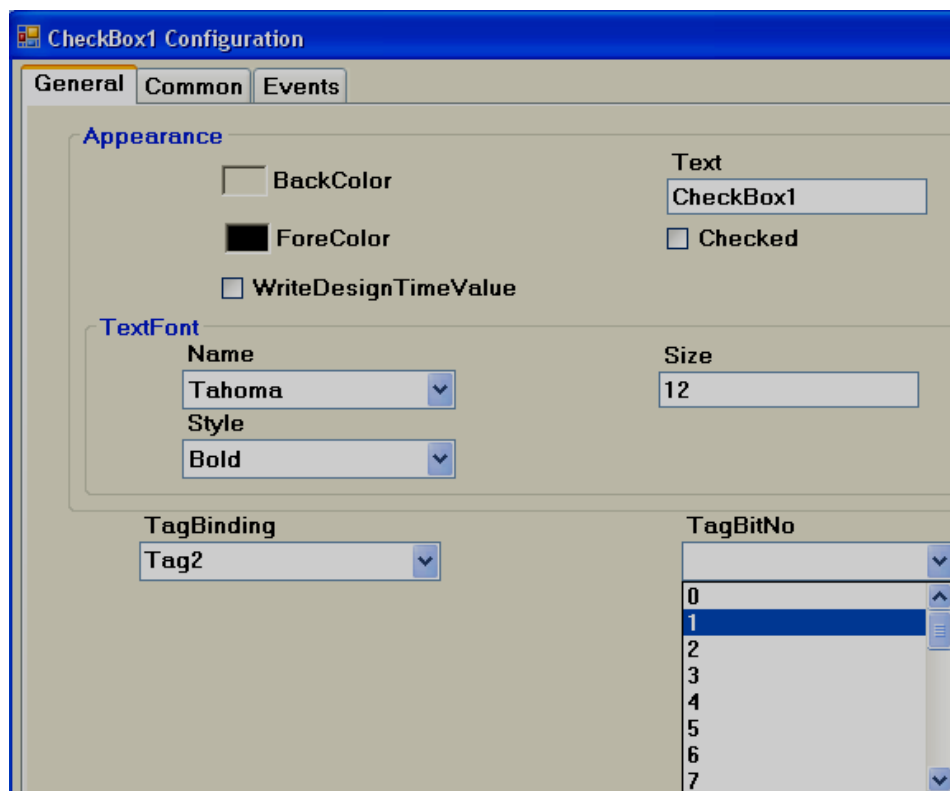 CheckBox1 Configuration
General Common Events
Appearance
BackColor
Text
CheckBox1
ForeColor
Checked
WriteDesignTimeValue
TextFont
Name
Size
Tahoma
12
Style
Bold
TagBinding
TagBitNo
Tag2
0
1
2
3
4
5
6
7